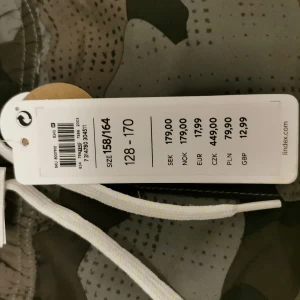 SIZE 158/164
128 - 170
SEK 179,00
NOK 179,00
EUR 17,99
CZK 449,00
PLN 79,90
GBP 12,99
lindex.com